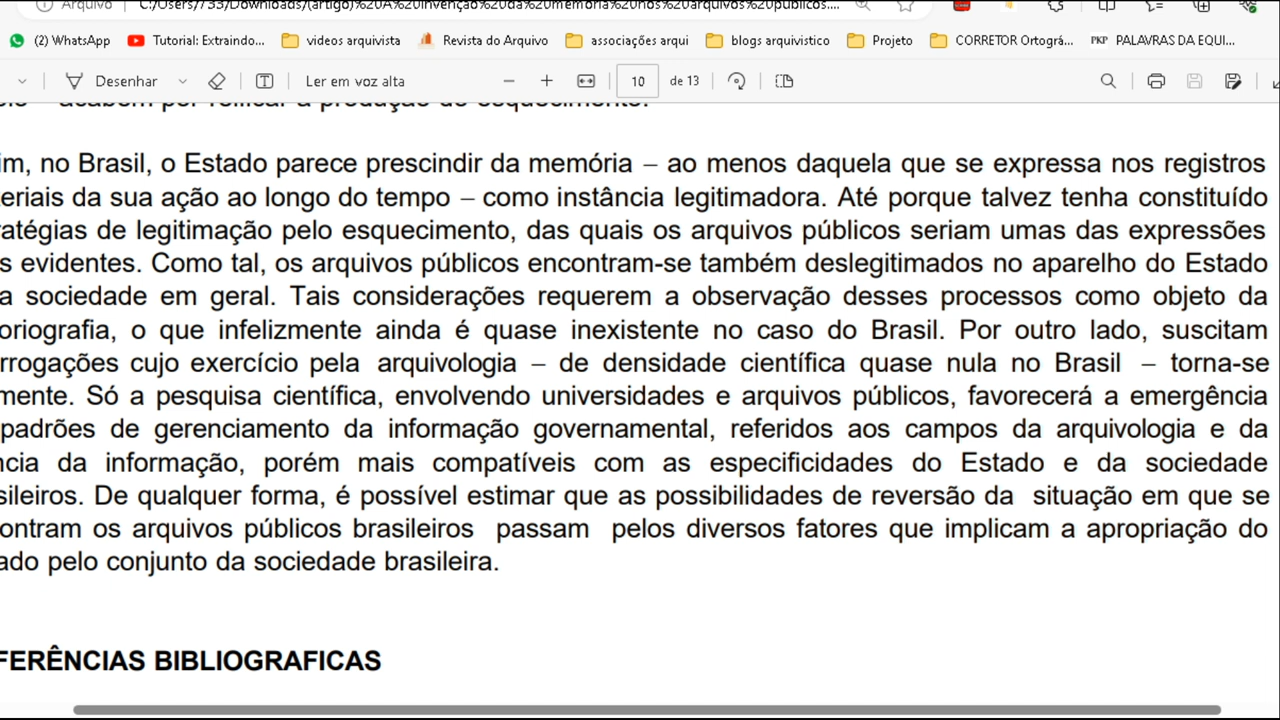 Arquivo C:/Users/733/Downloads/(artigo)%20A%20invenção%20da%20memória%20nos%20arquivos%20públicos....
(2) WhatsApp Tutorial: Extraindo... videos arquivista Revista do Arquivo associações arqui blogs arquivistico Projeto CORRETOR Ortográ... PKP PALAVRAS DA EQUI...
Desenhar Ler em voz alta 10 de 13
acabem por reificar a produção do esquecimento.
im, no Brasil, o Estado parece prescindir da memória – ao menos daquela que se expressa nos registros
eriais da sua ação ao longo do tempo – como instância legitimadora. Até porque talvez tenha constituído
ratégias de legitimação pelo esquecimento, das quais os arquivos públicos seriam umas das expressões
s evidentes. Como tal, os arquivos públicos encontram-se também deslegitimados no aparelho do Estado
a sociedade em geral. Tais considerações requerem a observação desses processos como objeto da
oriografia, o que infelizmente ainda é quase inexistente no caso do Brasil. Por outro lado, suscitam
rrogações cujo exercício pela arquivologia – de densidade científica quase nula no Brasil – torna-se
mente. Só a pesquisa científica, envolvendo universidades e arquivos públicos, favorecerá a emergência
padrões de gerenciamento da informação governamental, referidos aos campos da arquivologia e da
ncia da informação, porém mais compatíveis com as especificidades do Estado e da sociedade
sileiros. De qualquer forma, é possível estimar que as possibilidades de reversão da situação em que se
ontram os arquivos públicos brasileiros passam pelos diversos fatores que implicam a apropriação do
ado pelo conjunto da sociedade brasileira.
FERÊNCIAS BIBLIOGRAFICAS